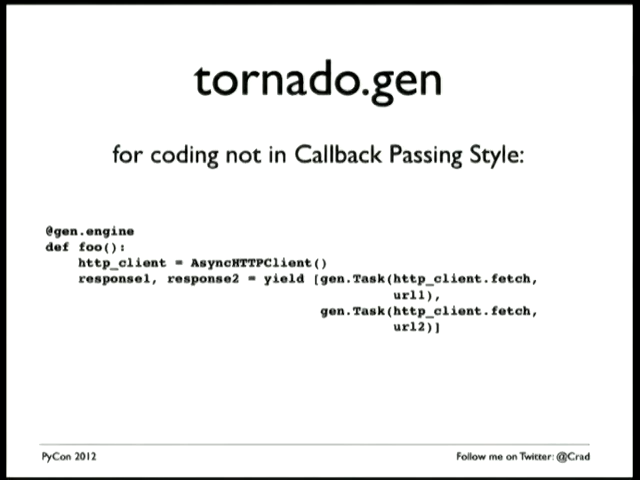 tornado.gen
for coding not in Callback Passing Style:
@gen.engine
def foo():
    http_client = AsyncHTTPClient()
    response1, response2 = yield [gen.Task(http_client.fetch,
                                           url1),
                                  gen.Task(http_client.fetch,
                                           url2)]
PyCon 2012
Follow me on Twitter: @Crad